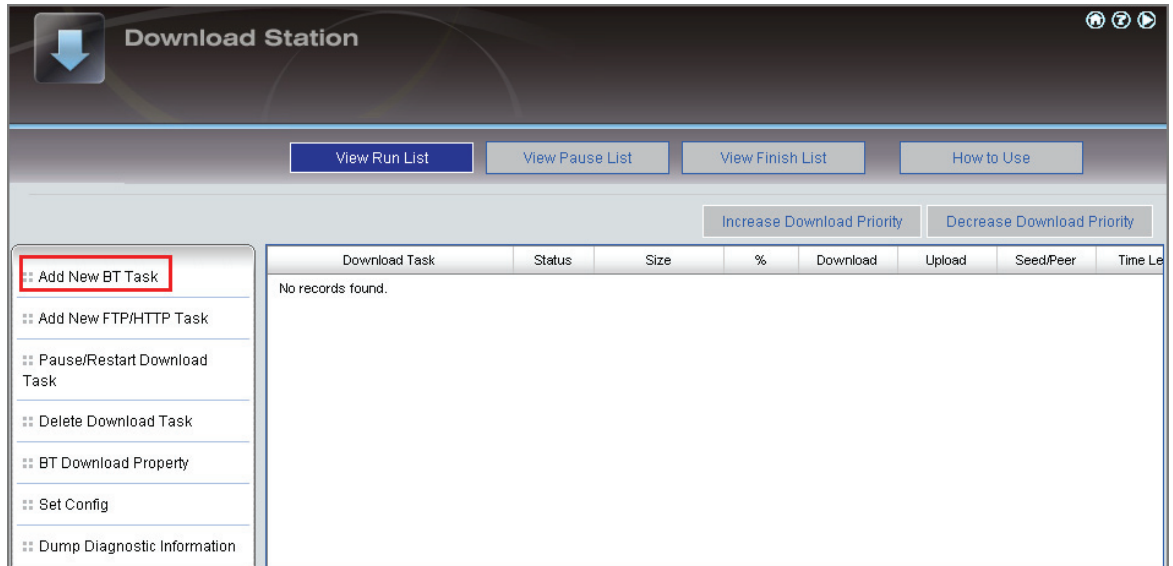 Download Station
View Run List
View Pause List
View Finish List
How to Use
Increase Download Priority
Decrease Download Priority
Add New BT Task
Add New FTP/HTTP Task
Pause/Restart Download
Task
Delete Download Task
BT Download Property
Set Config
Dump Diagnostic Information
Download Task Status Size % Download Upload Seed/Peer Time Le
No records found.